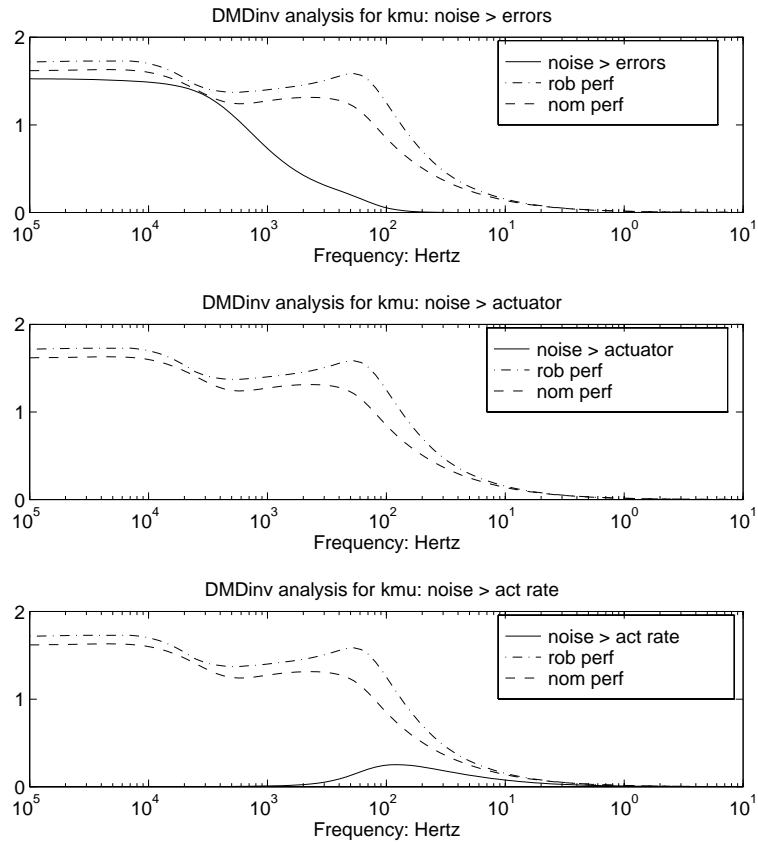 DMDinv analysis for kmu: noise > errors
2
1
0
noise > errors
rob perf
nom perf
10^5 10^4 10^3 10^2 10^1 10^0 10^1
Frequency: Hertz
DMDinv analysis for kmu: noise > actuator
2
1
0
noise > actuator
rob perf
nom perf
10^5 10^4 10^3 10^2 10^1 10^0 10^1
Frequency: Hertz
DMDinv analysis for kmu: noise > act rate
2
1
0
noise > act rate
rob perf
nom perf
10^5 10^4 10^3 10^2 10^1 10^0 10^1
Frequency: Hertz